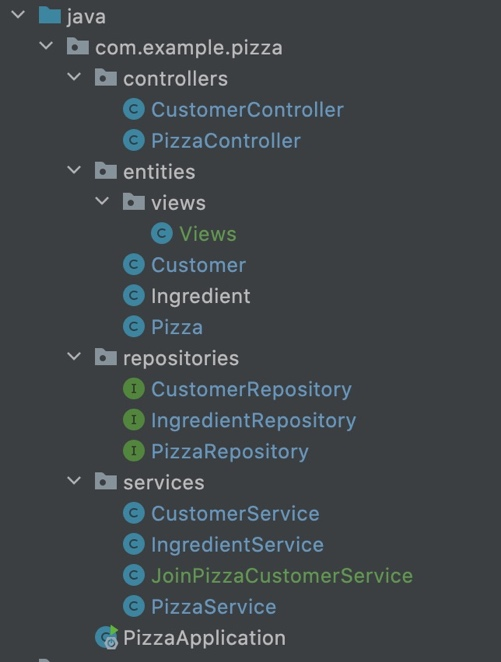 java
com.example.pizza
controllers
C CustomerController
C PizzaController
entities
views
C Views
C Customer
C Ingredient
C Pizza
repositories
I CustomerRepository
I IngredientRepository
I PizzaRepository
services
C CustomerService
C IngredientService
C JoinPizzaCustomerService
C PizzaService
C PizzaApplication